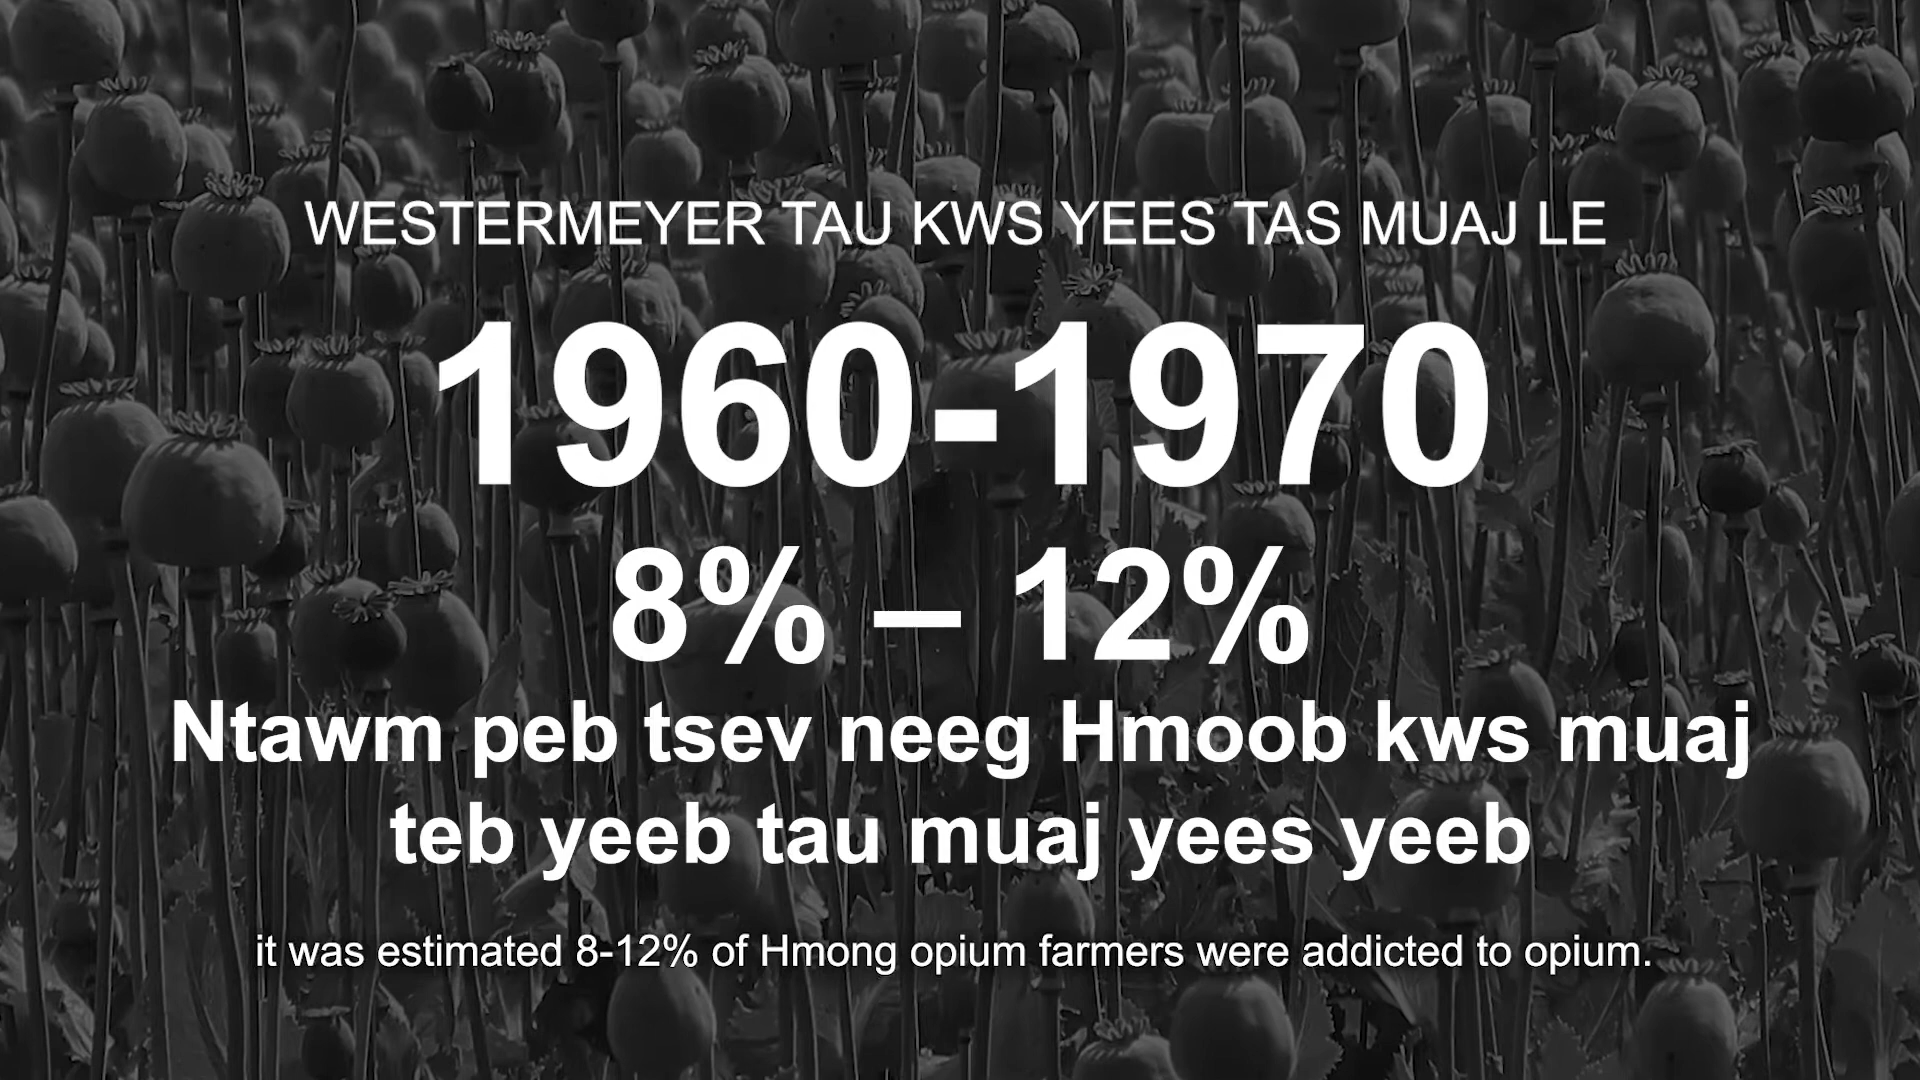 WESTERMEYER TAU KWS YEES TAS MUAJ LE
1960-1970
8% – 12%
Ntawm peb tsev neeg Hmoob kws muaj
teb yeeb tau muaj yees yeeb
it was estimated 8-12% of Hmong opium farmers were addicted to opium.